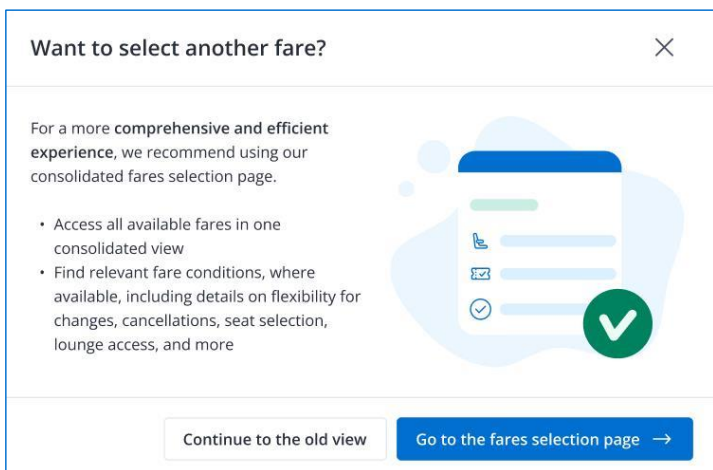 Want to select another fare?
For a more comprehensive and efficient
experience, we recommend using our
consolidated fares selection page.
• Access all available fares in one
consolidated view
• Find relevant fare conditions, where
available, including details on flexibility for
changes, cancellations, seat selection,
lounge access, and more
Continue to the old view
Go to the fares selection page →